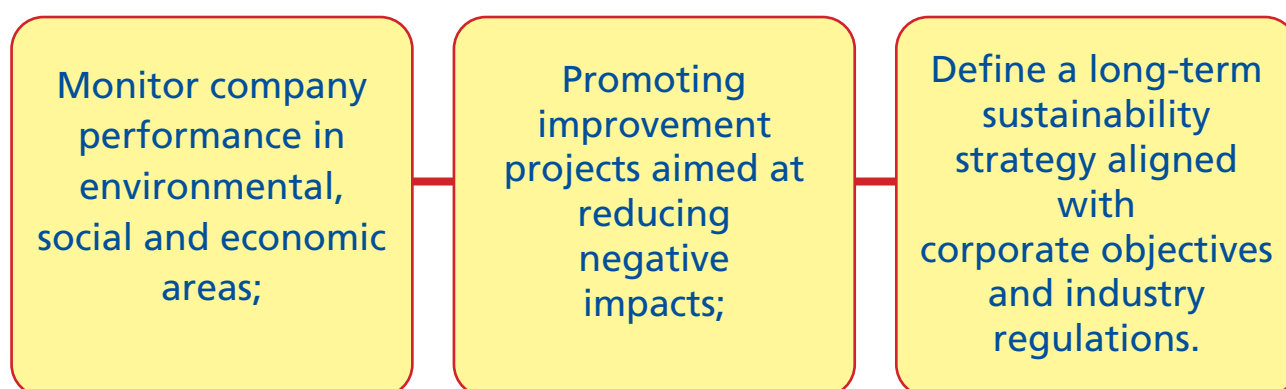 Monitor company
performance in
environmental,
social and economic
areas;
Promoting
improvement
projects aimed at
reducing
negative
impacts;
Define a long-term
sustainability
strategy aligned
with
corporate objectives
and industry
regulations.